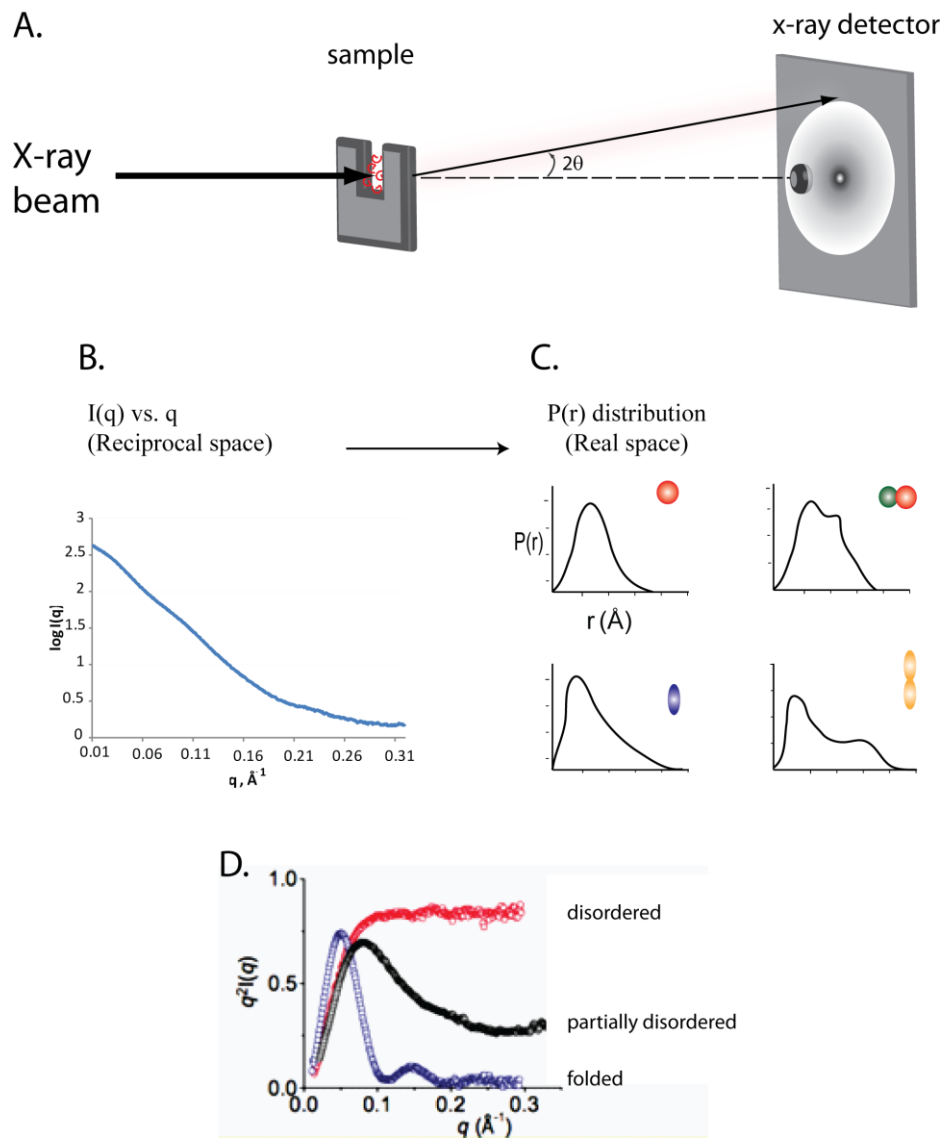 A.
x-ray detector
sample
X-ray
beam
2θ
B.
C.
I(q) vs. q
(Reciprocal space)
P(r) distribution
(Real space)
3
2.5
2
1.5
1
0.5
0
log I(q)
0.01 0.06 0.11 0.16 0.21 0.26 0.31
q , Å⁻¹
P(r)
r (Å)
D.
1.0
0.5
0.0
q²I(q)
0.0 0.1 0.2 0.3
q (Å⁻¹)
disordered
partially disordered
folded